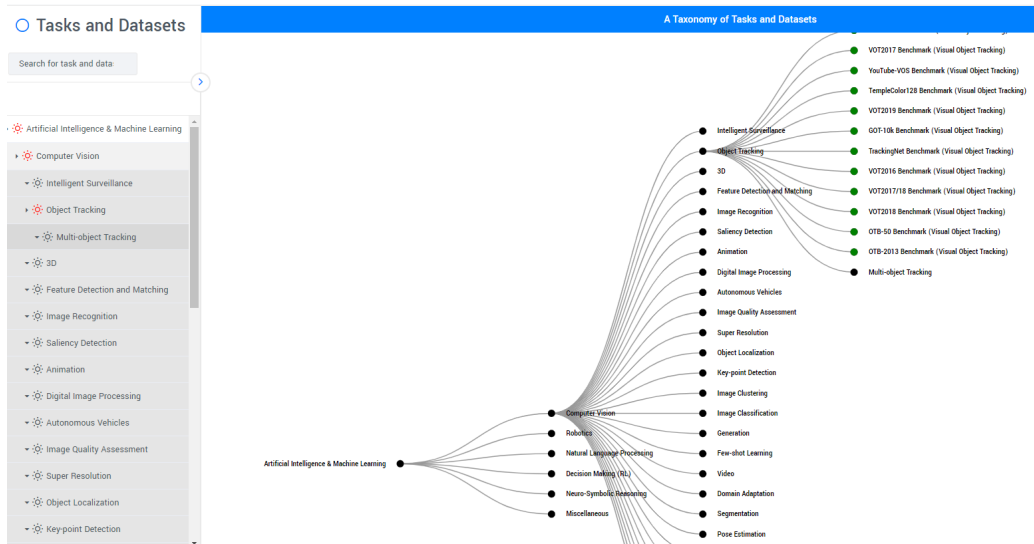 Tasks and Datasets
Search for task and data
Artificial Intelligence & Machine Learning
Computer Vision
Intelligent Surveillance
Object Tracking
Multi-object Tracking
3D
Feature Detection and Matching
Image Recognition
Saliency Detection
Animation
Digital Image Processing
Autonomous Vehicles
Image Quality Assessment
Super Resolution
Object Localization
Key-point Detection
A Taxonomy of Tasks and Datasets
Artificial Intelligence & Machine Learning
Computer Vision
Robotics
Natural Language Processing
Decision Making (RL)
Neuro-Symbolic Reasoning
Miscellaneous
Intelligent Surveillance
Object Tracking
3D
Feature Detection and Matching
Image Recognition
Saliency Detection
Animation
Digital Image Processing
Autonomous Vehicles
Image Quality Assessment
Super Resolution
Object Localization
Key-point Detection
Image Clustering
Image Classification
Generation
Few-shot Learning
Video
Domain Adaptation
Segmentation
Pose Estimation
VOT2017 Benchmark (Visual Object Tracking)
YouTube-VOS Benchmark (Visual Object Tracking)
TempleColor128 Benchmark (Visual Object Tracking)
VOT2019 Benchmark (Visual Object Tracking)
GOT-10k Benchmark (Visual Object Tracking)
TrackingNet Benchmark (Visual Object Tracking)
VOT2016 Benchmark (Visual Object Tracking)
VOT2017/18 Benchmark (Visual Object Tracking)
VOT2018 Benchmark (Visual Object Tracking)
OTB-50 Benchmark (Visual Object Tracking)
OTB-2013 Benchmark (Visual Object Tracking)
Multi-object Tracking